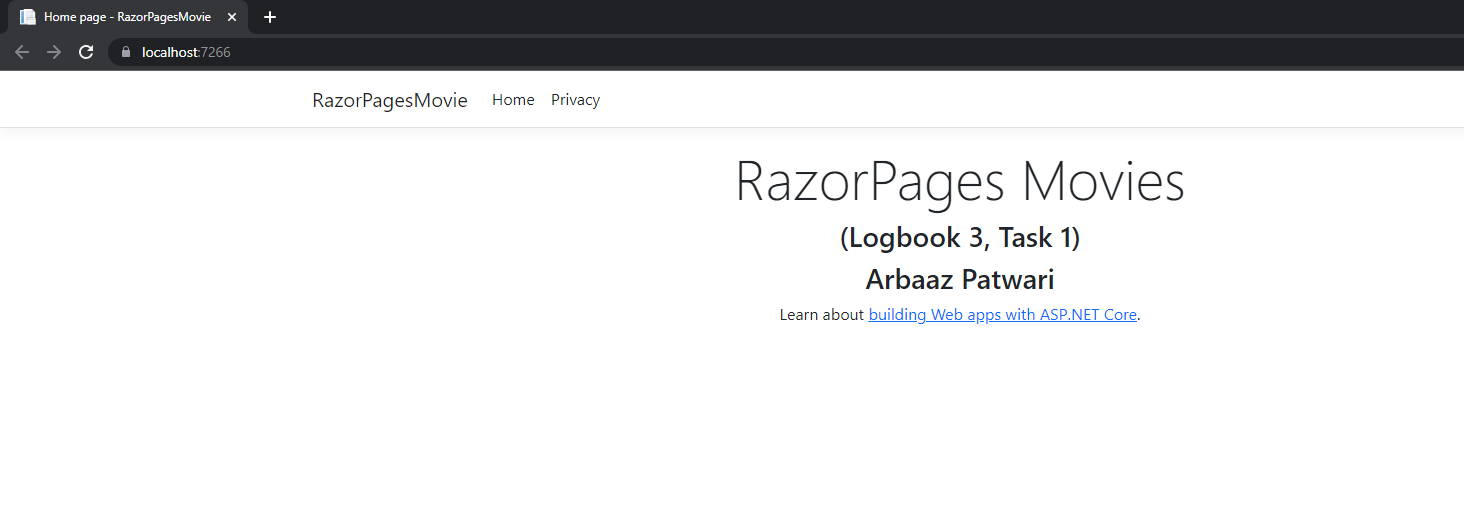 Home page - RazorPagesMovie
localhost:7266
RazorPagesMovie Home Privacy
RazorPages Movies
(Logbook 3, Task 1)
Arbaaz Patwari
Learn about building Web apps with ASP.NET Core.